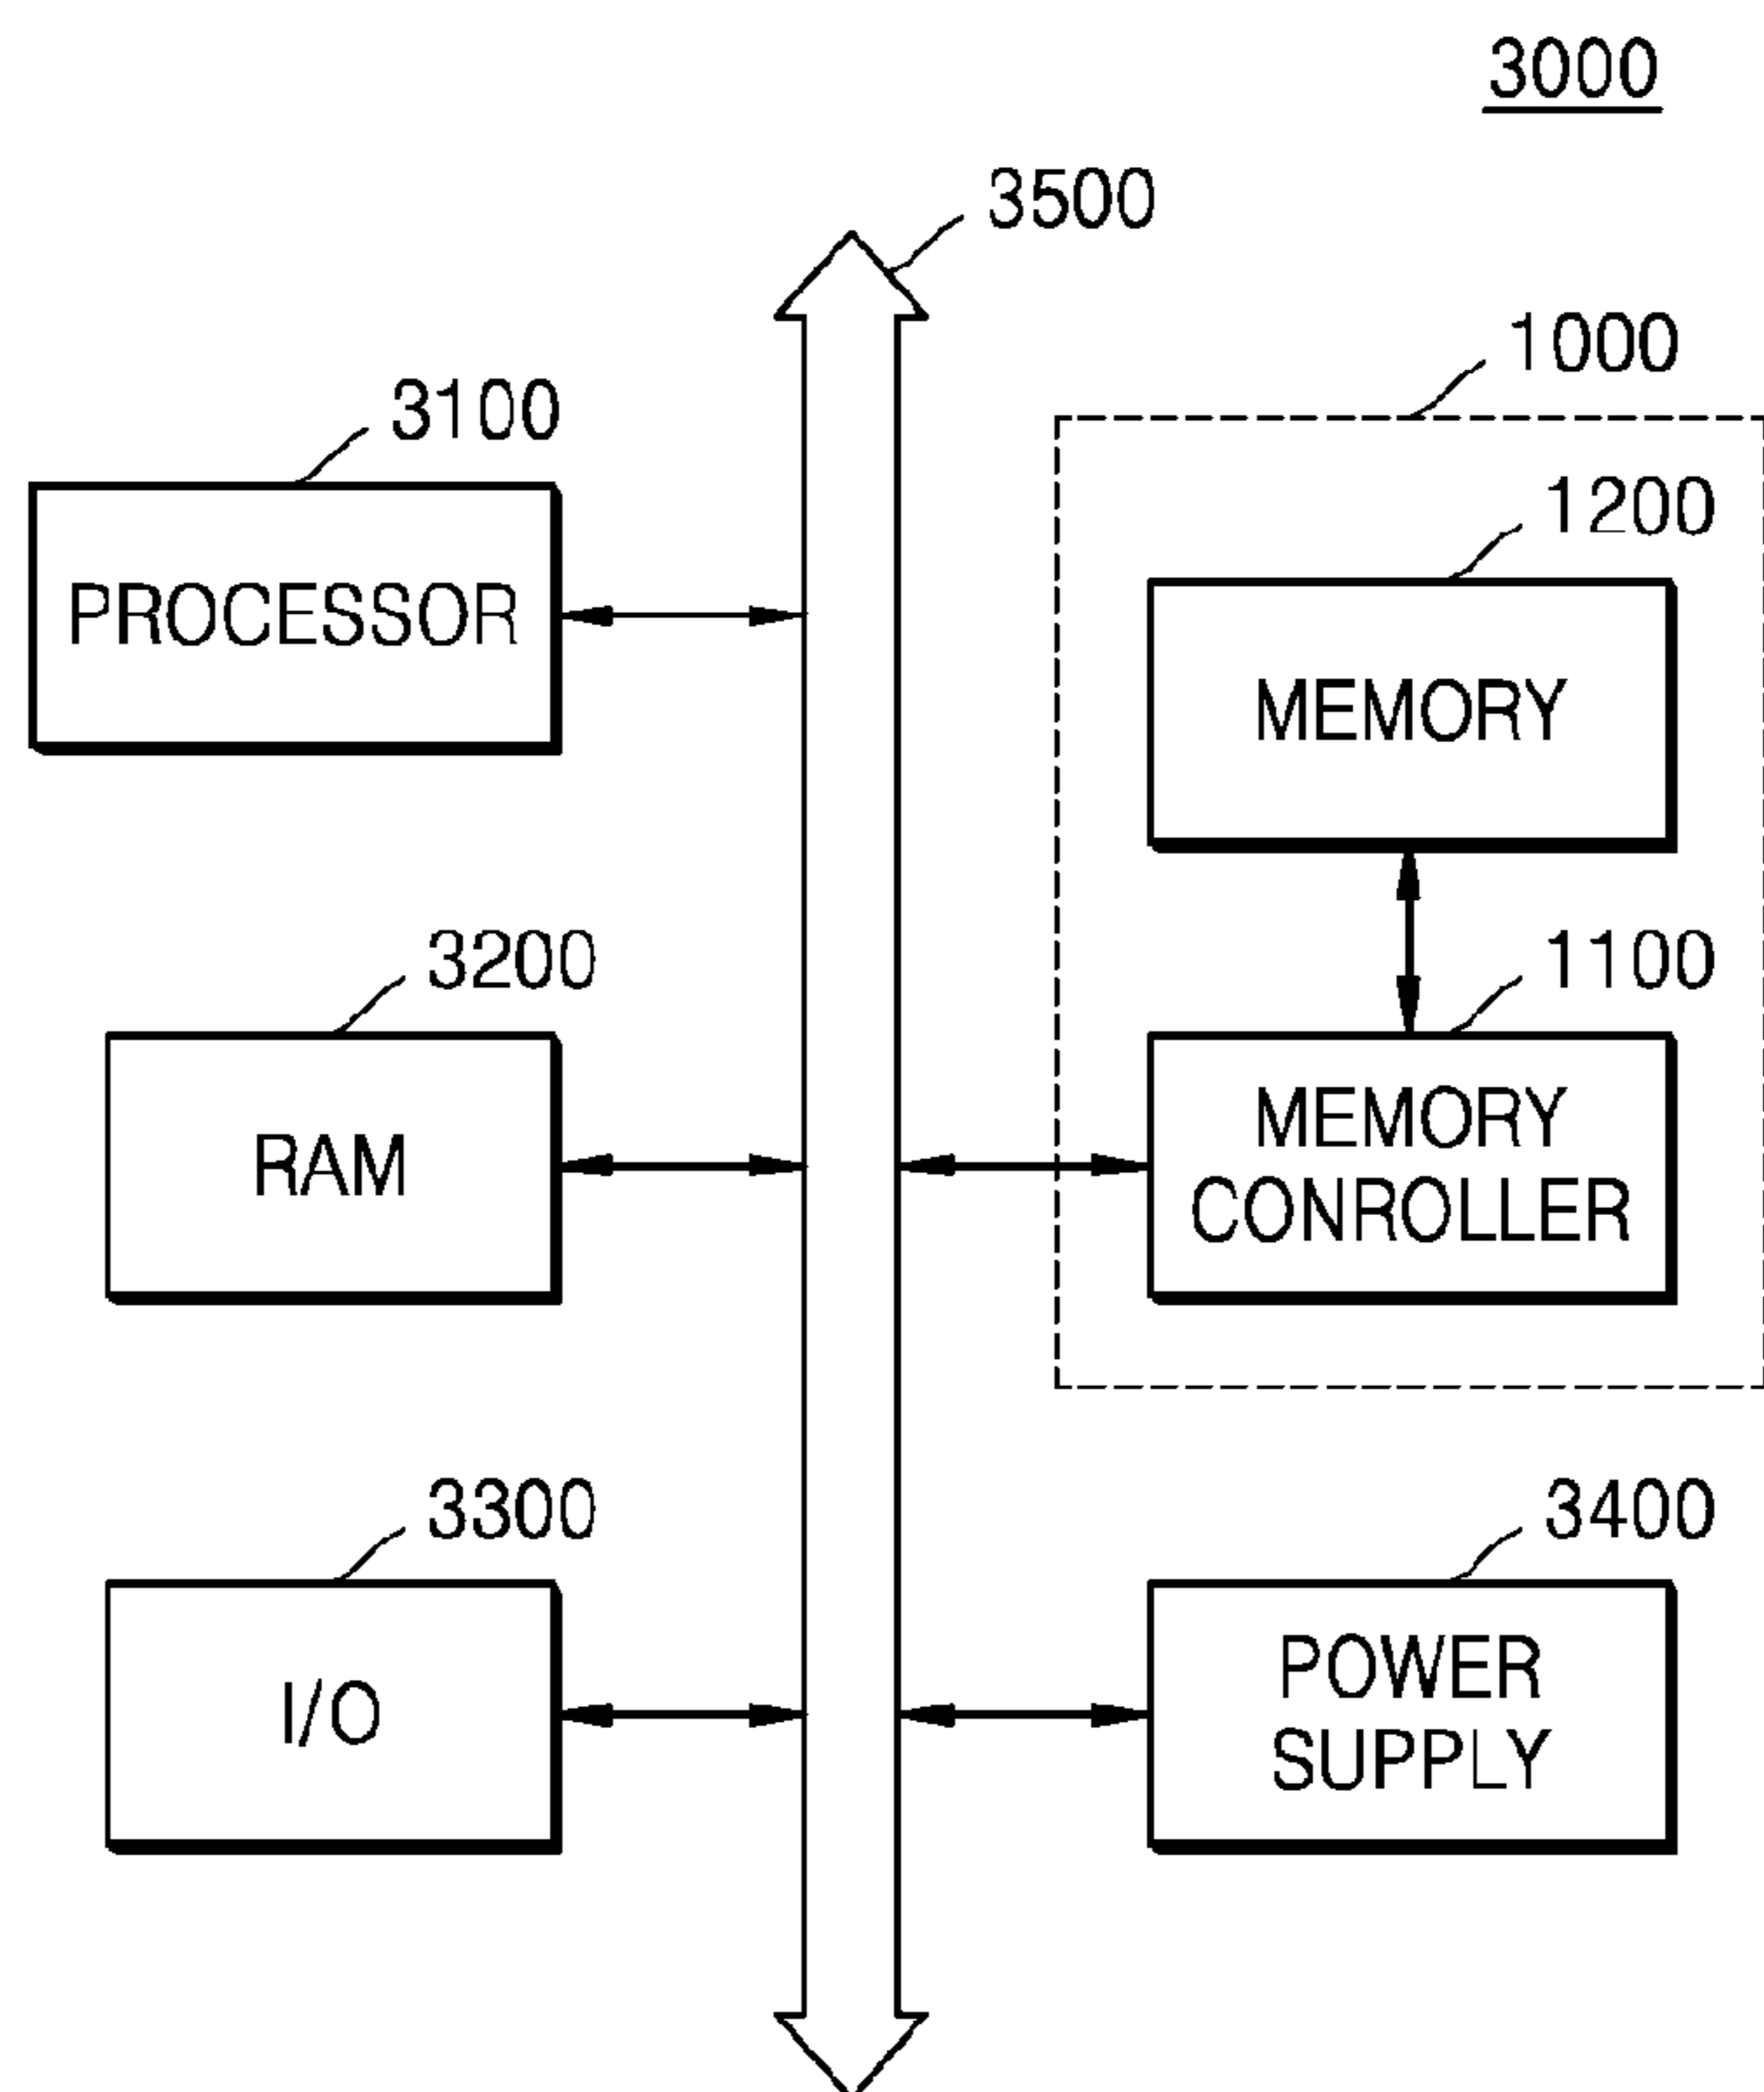 3000
3500
1000
3100
1200
PROCESSOR
MEMORY
3200
1100
RAM
MEMORY
CONROLLER
3300
3400
I/O
POWER
SUPPLY